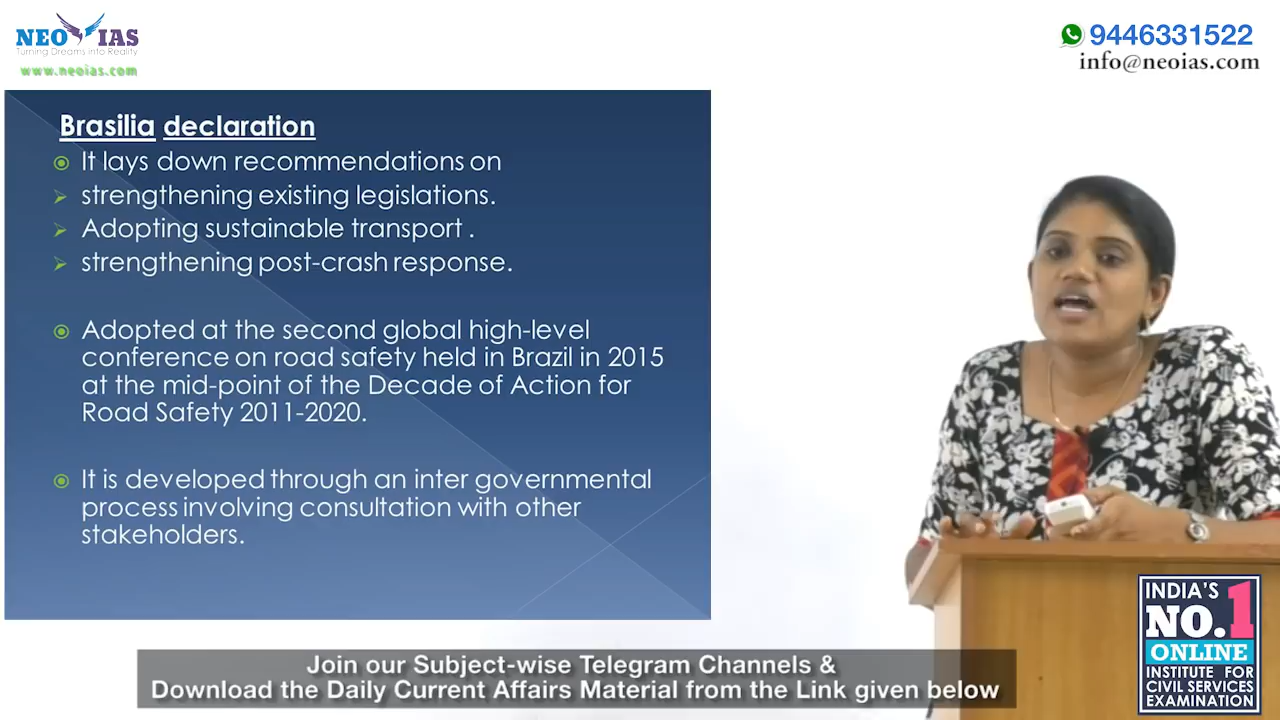 NEO IAS
Turning Dreams into Reality
www.neoias.com
9446331522
info@neoias.com
Brasilia declaration
It lays down recommendations on
strengthening existing legislations.
Adopting sustainable transport .
strengthening post-crash response.
Adopted at the second global high-level
conference on road safety held in Brazil in 2015
at the mid-point of the Decade of Action for
Road Safety 2011-2020.
It is developed through an inter governmental
process involving consultation with other
stakeholders.
INDIA'S
NO.1
ONLINE
INSTITUTE FOR
CIVIL SERVICES
EXAMINATION
Join our Subject-wise Telegram Channels &
Download the Daily Current Affairs Material from the Link given below